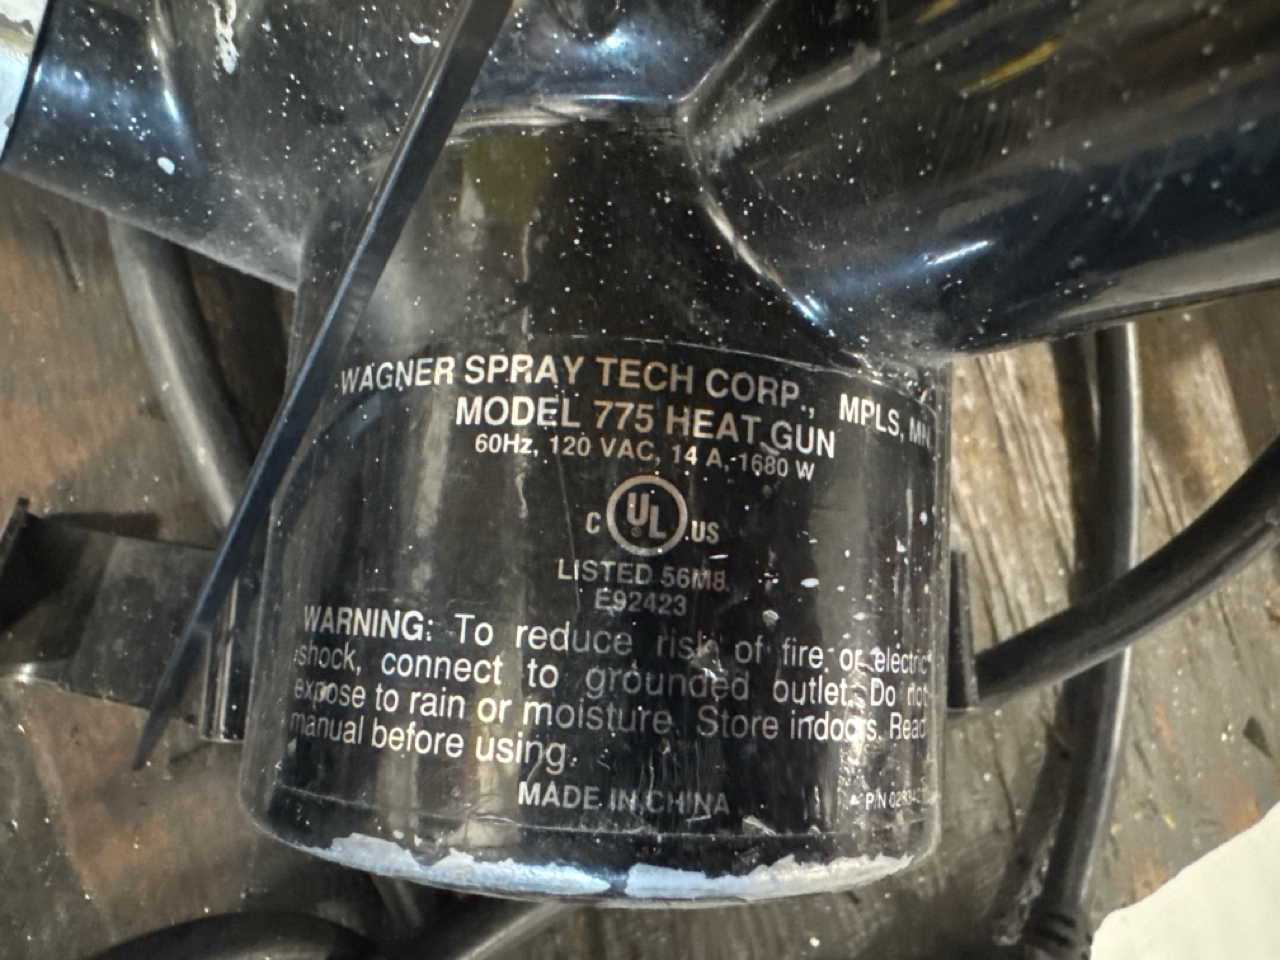 WAGNER SPRAY TECH CORP., MPLS, MN
MODEL 775 HEAT GUN
60Hz, 120 VAC, 14 A, 1680 W
C UL US
LISTED 56M8
E92423
WARNING: To reduce risk of fire or electric
shock, connect to grounded outlet. Do not
expose to rain or moisture. Store indoors. Read
manual before using.
MADE IN CHINA
P/N